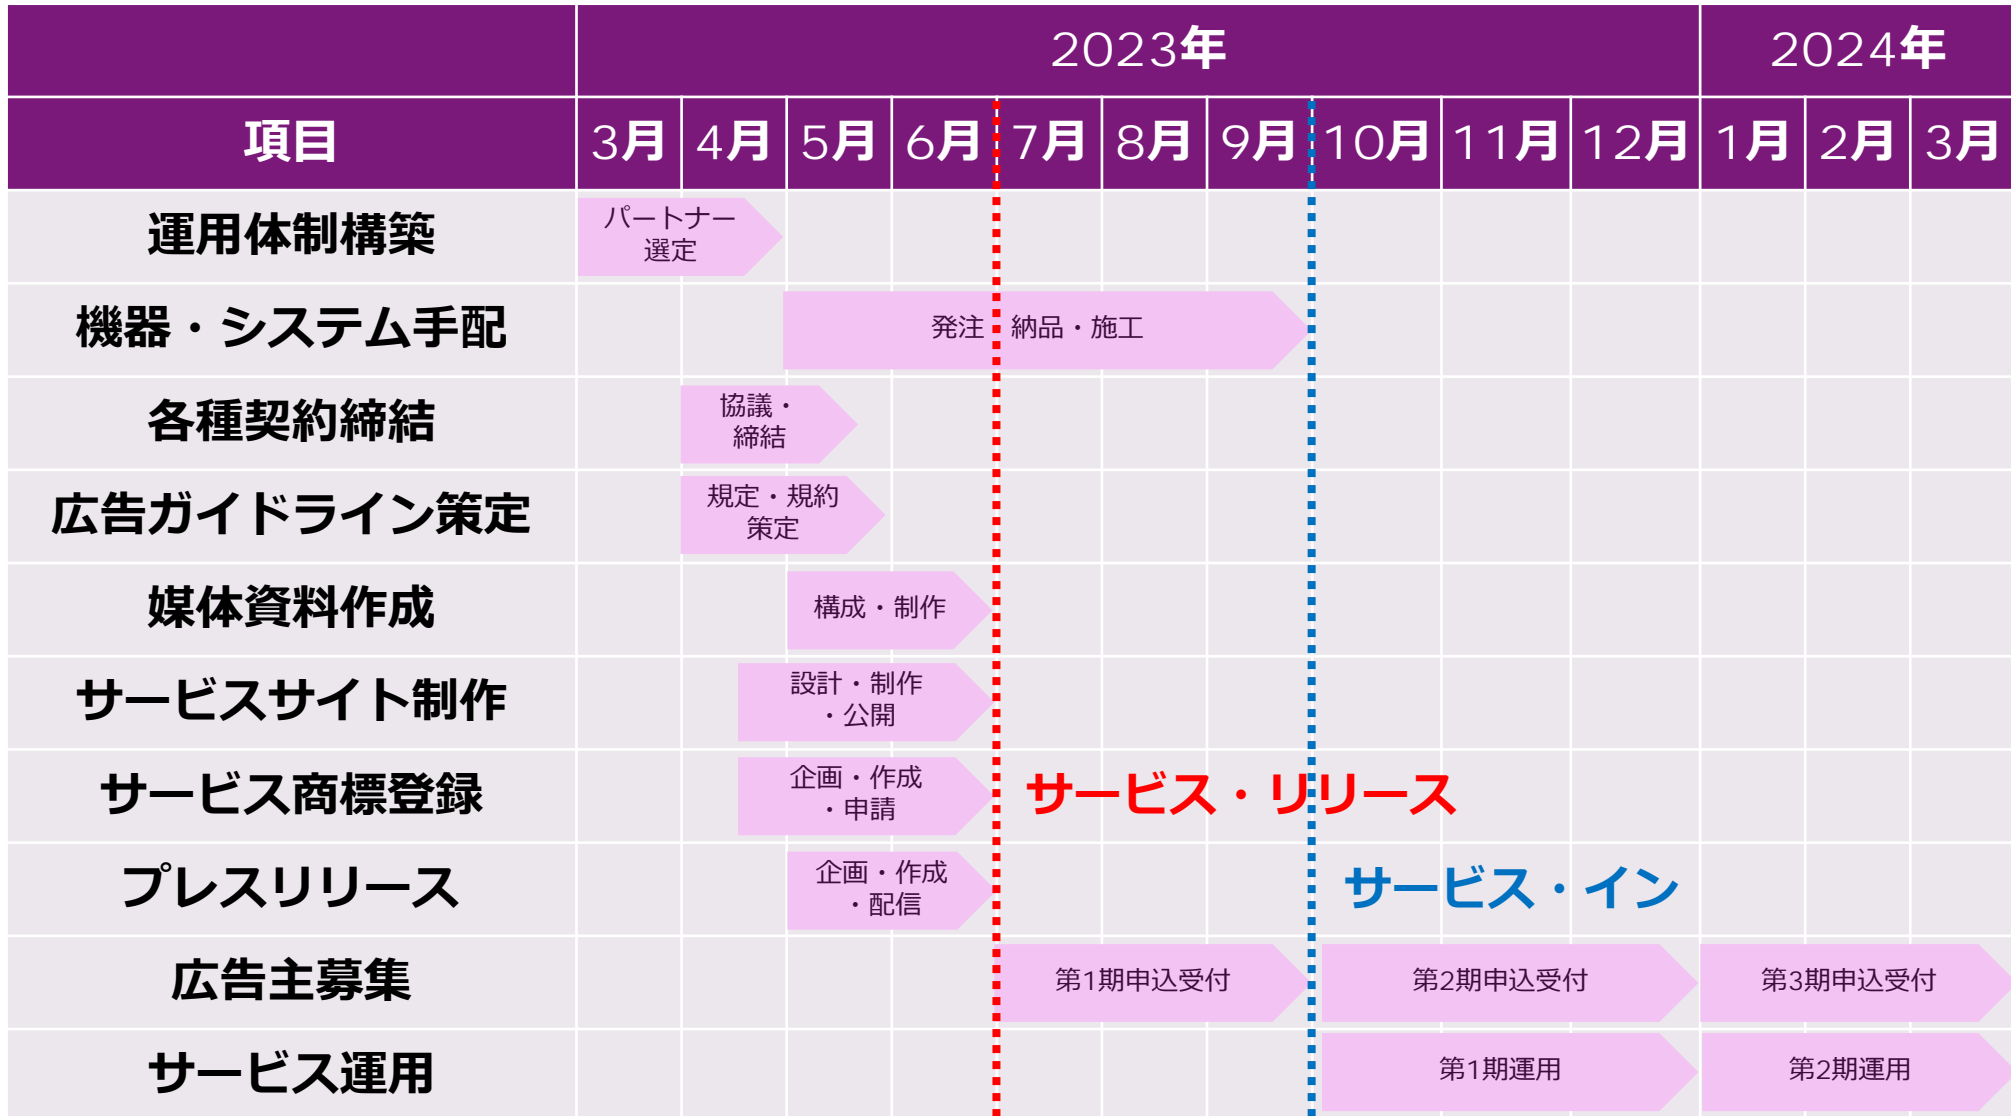 2023年 2024年
項目 3月 4月 5月 6月 7月 8月 9月 10月 11月 12月 1月 2月 3月
運用体制構築
パートナー
選定
機器・システム手配
発注・納品・施工
各種契約締結
協議・
締結
広告ガイドライン策定
規定・規約
策定
媒体資料作成
構成・制作
サービスサイト制作
設計・制作
・公開
サービス商標登録
企画・作成
・申請
サービス・リリース
プレスリリース
企画・作成
・配信
サービス・イン
広告主募集
第1期申込受付 第2期申込受付 第3期申込受付
サービス運用
第1期運用 第2期運用